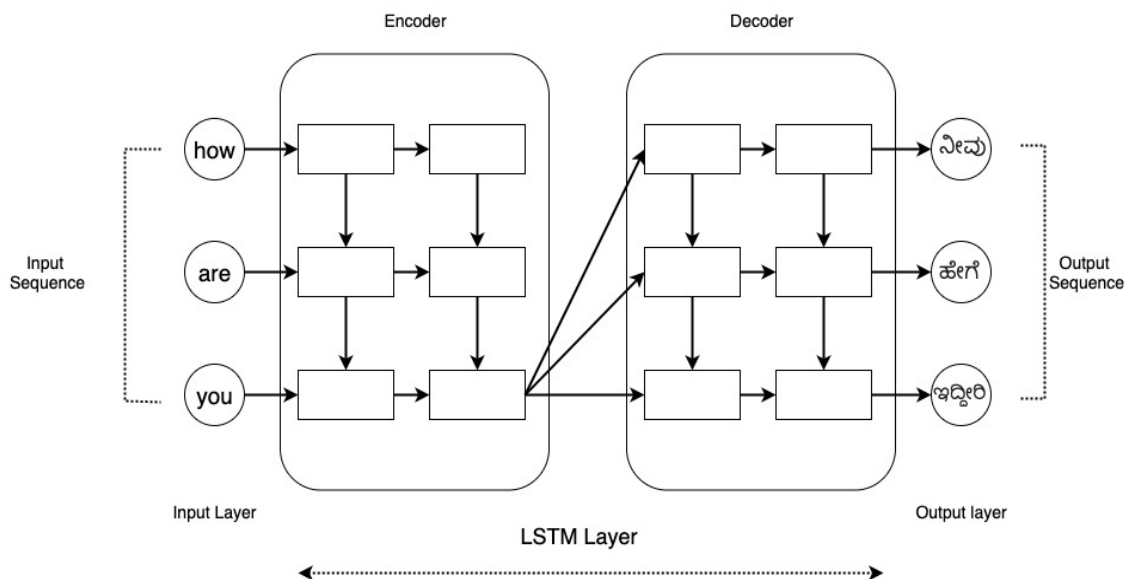 Encoder
Decoder
how
ನೀವು
Input
Sequence
are
ಹೇಗೆ
Output
Sequence
you
ಇದ್ದೀರಿ
Input Layer
Output layer
LSTM Layer